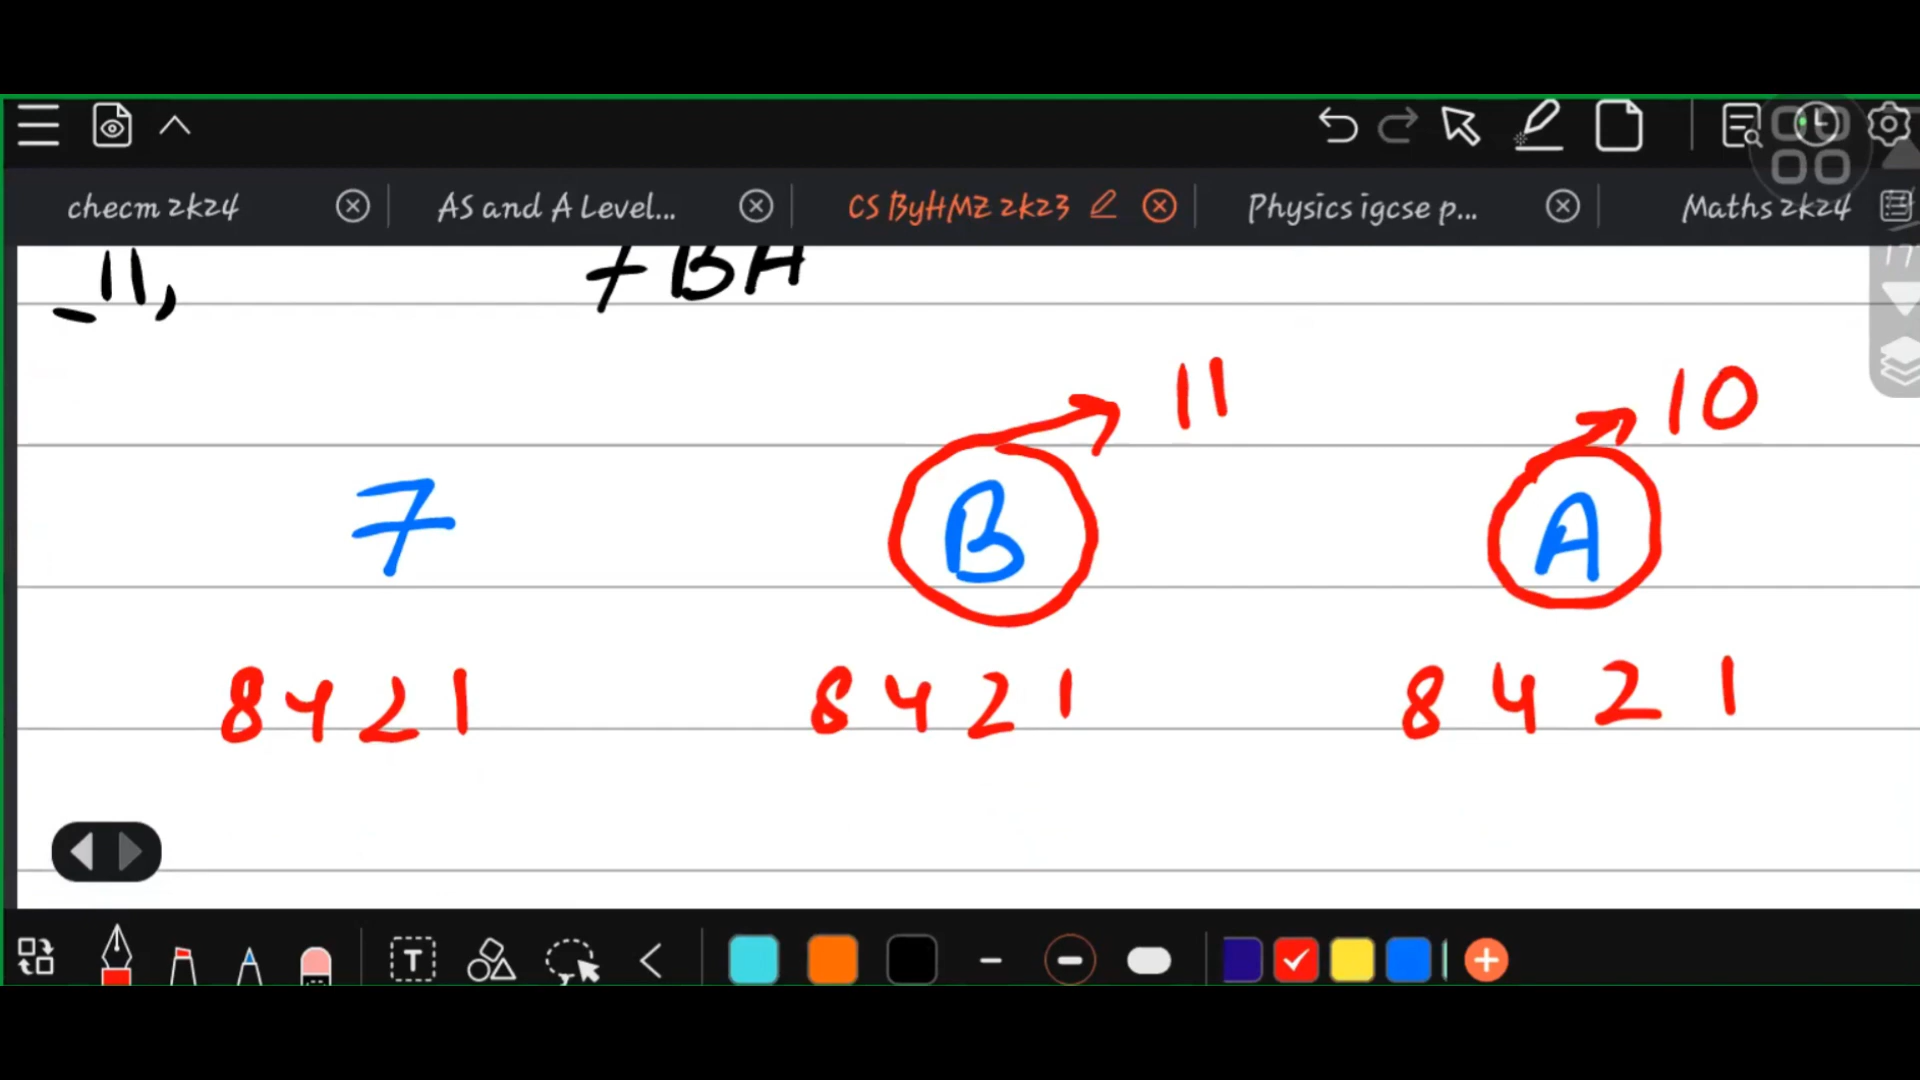 checm 2k24 AS and A Level... CS ByHMZ 2k23 Physics igcse p... Maths 2k24
11, 7BA
11 10
7 B A
8421 8421 8421
T